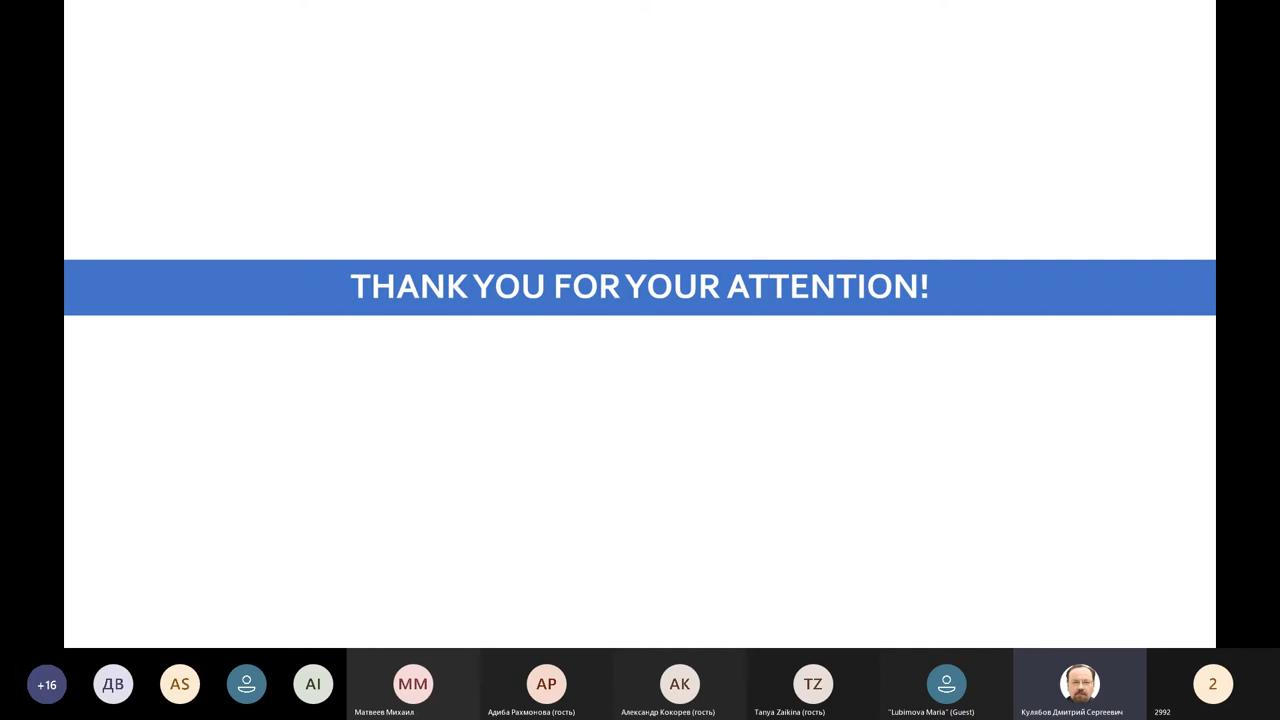 THANK YOU FOR YOUR ATTENTION!
+16
ДВ
AS
AI
MM
AP
AK
TZ
2
Матвеев Михаил
Адиба Рахмонова (гость)
Александр Кокорев (гость)
Tanya Zaikina (гость)
"Lubimova Maria" (Guest)
Кулябов Дмитрий Сергеевич
2992